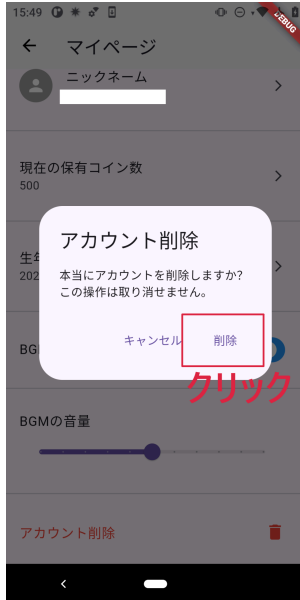 15:49
DEBUG
マイページ
ニックネーム
現在の保有コイン数
500
生年
202
アカウント削除
本当にアカウントを削除しますか?
この操作は取り消せません。
キャンセル 削除
クリック
BG
BGMの音量
アカウント削除